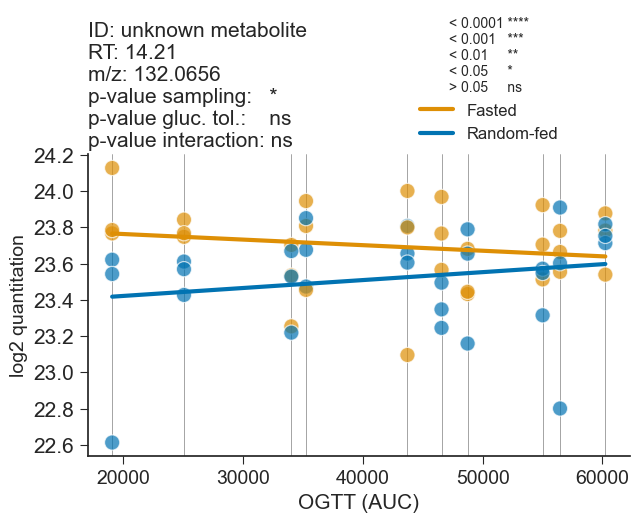 ID: unknown metabolite
RT: 14.21
m/z: 132.0656
p-value sampling: *
p-value gluc. tol.: ns
p-value interaction: ns
< 0.0001 ****
< 0.001 ***
< 0.01 **
< 0.05 *
> 0.05 ns
Fasted
Random-fed
24.2
24.0
23.8
23.6
23.4
23.2
23.0
22.8
22.6
log2 quantitation
20000 30000 40000 50000 60000
OGTT (AUC)